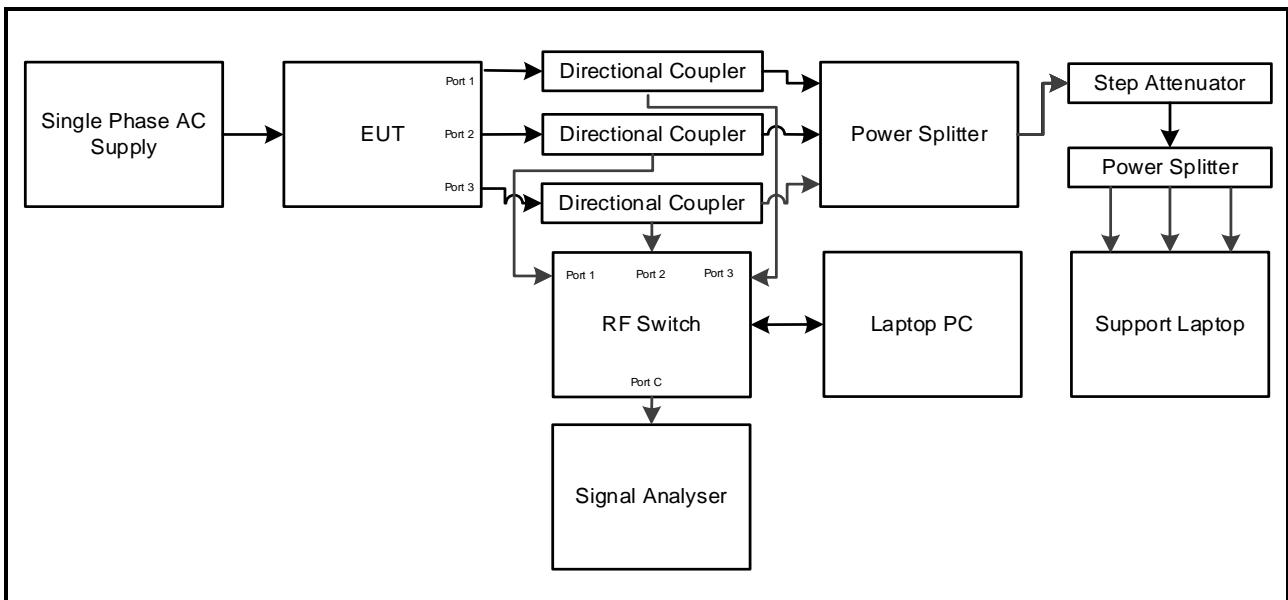 Single Phase AC
Supply
EUT
Port 1
Port 2
Port 3
Directional Coupler
Directional Coupler
Directional Coupler
Power Splitter
Step Attenuator
Power Splitter
Port 1
Port 2
Port 3
RF Switch
Port C
Laptop PC
Support Laptop
Signal Analyser